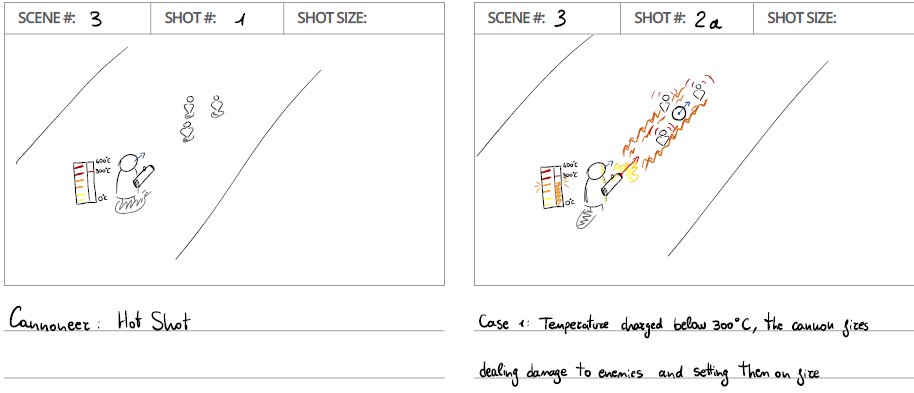 SCENE #: 3 SHOT #: 1 SHOT SIZE:
600°C
300°C
0°C
Cannoneer: Hot Shot
SCENE #: 3 SHOT #: 2a SHOT SIZE:
600°C
300°C
0°C
Case 1: Temperature charged below 300°C, the cannon fires
dealing damage to enemies and setting them on fire